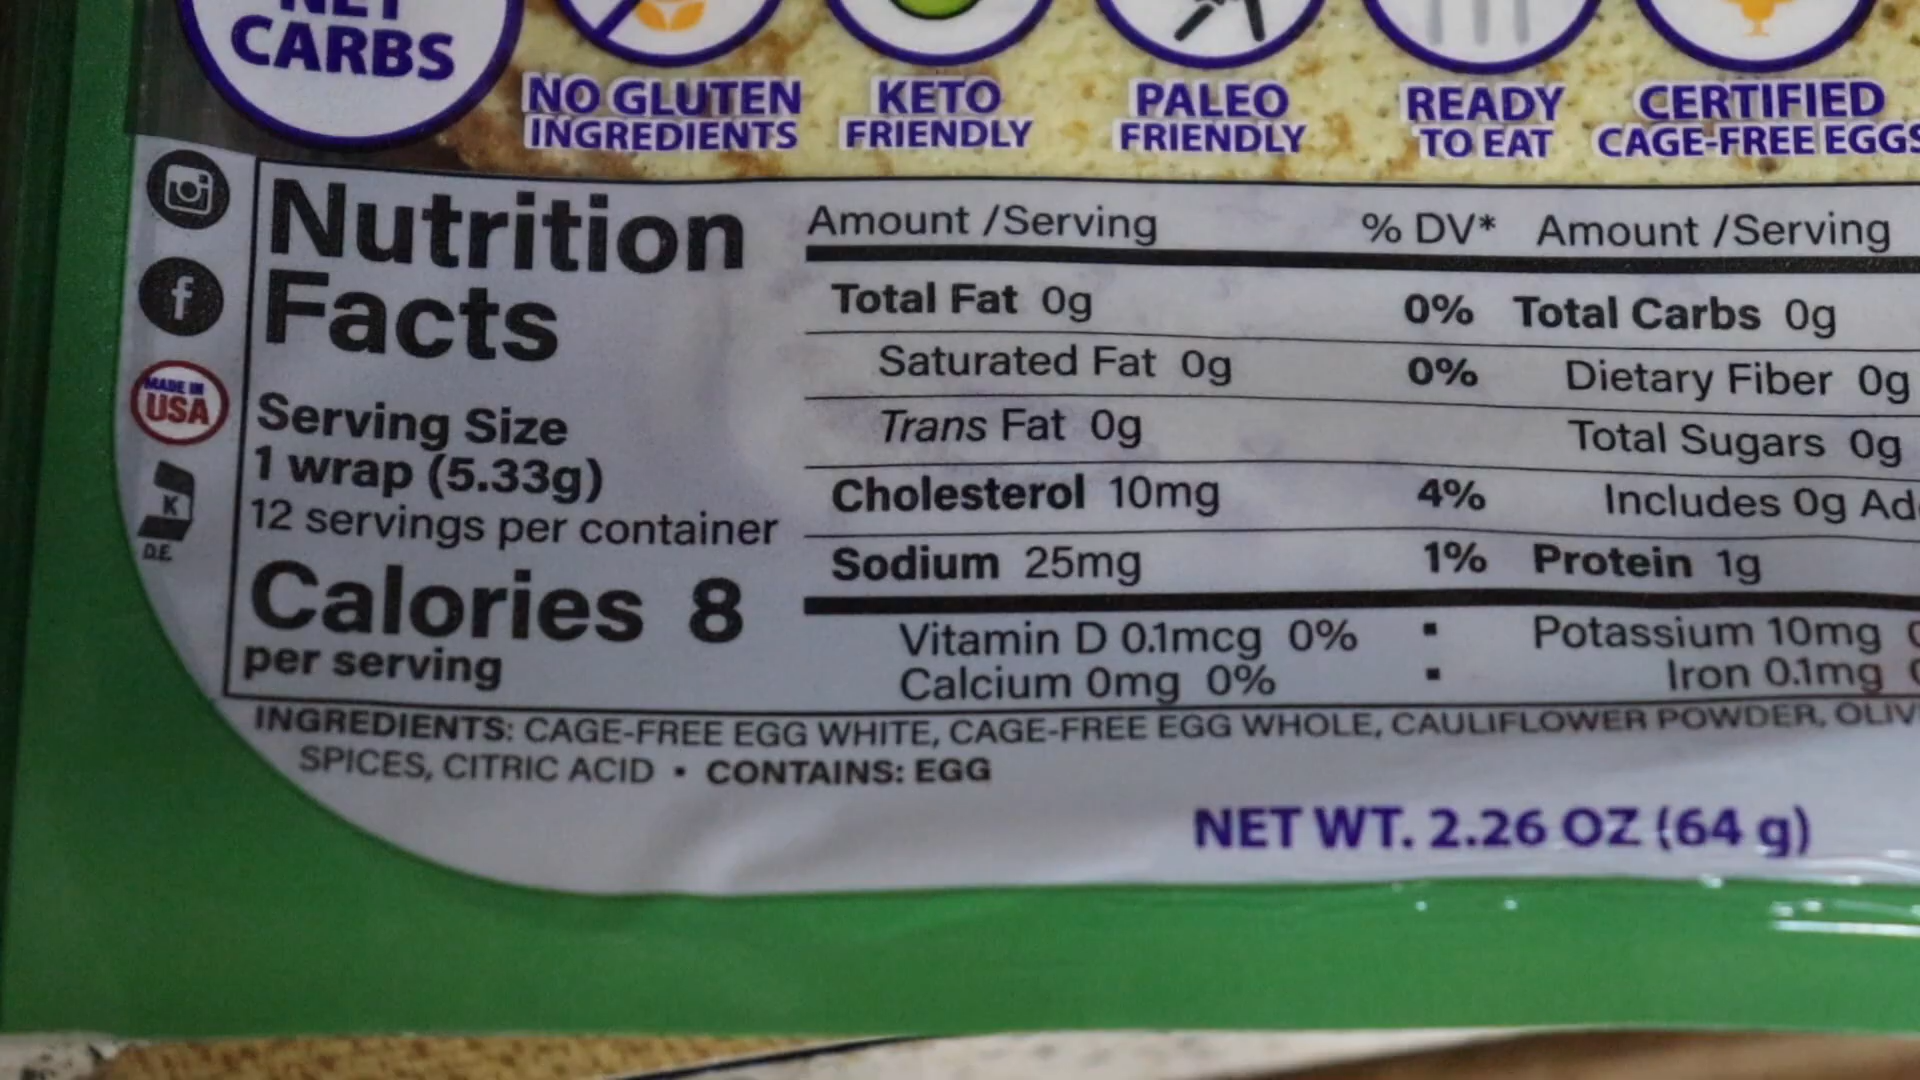 NET
CARBS
NO GLUTEN
INGREDIENTS
KETO
FRIENDLY
PALEO
FRIENDLY
READY
TO EAT
CERTIFIED
CAGE-FREE EGGS
Nutrition
Facts
Serving Size
1 wrap (5.33g)
12 servings per container
Calories 8
per serving
Amount /Serving % DV* Amount /Serving
Total Fat 0g 0% Total Carbs 0g
Saturated Fat 0g 0% Dietary Fiber 0g
Trans Fat 0g Total Sugars 0g
Cholesterol 10mg 4% Includes 0g
Sodium 25mg 1% Protein 1g
Vitamin D 0.1mcg 0% ▪ Potassium 10mg
Calcium 0mg 0% ▪ Iron 0.1mg
MADE IN
USA
K
D.E.
INGREDIENTS: CAGE-FREE EGG WHITE, CAGE-FREE EGG WHOLE, CAULIFLOWER POWDER,
SPICES, CITRIC ACID • CONTAINS: EGG
NET WT. 2.26 OZ (64 g)